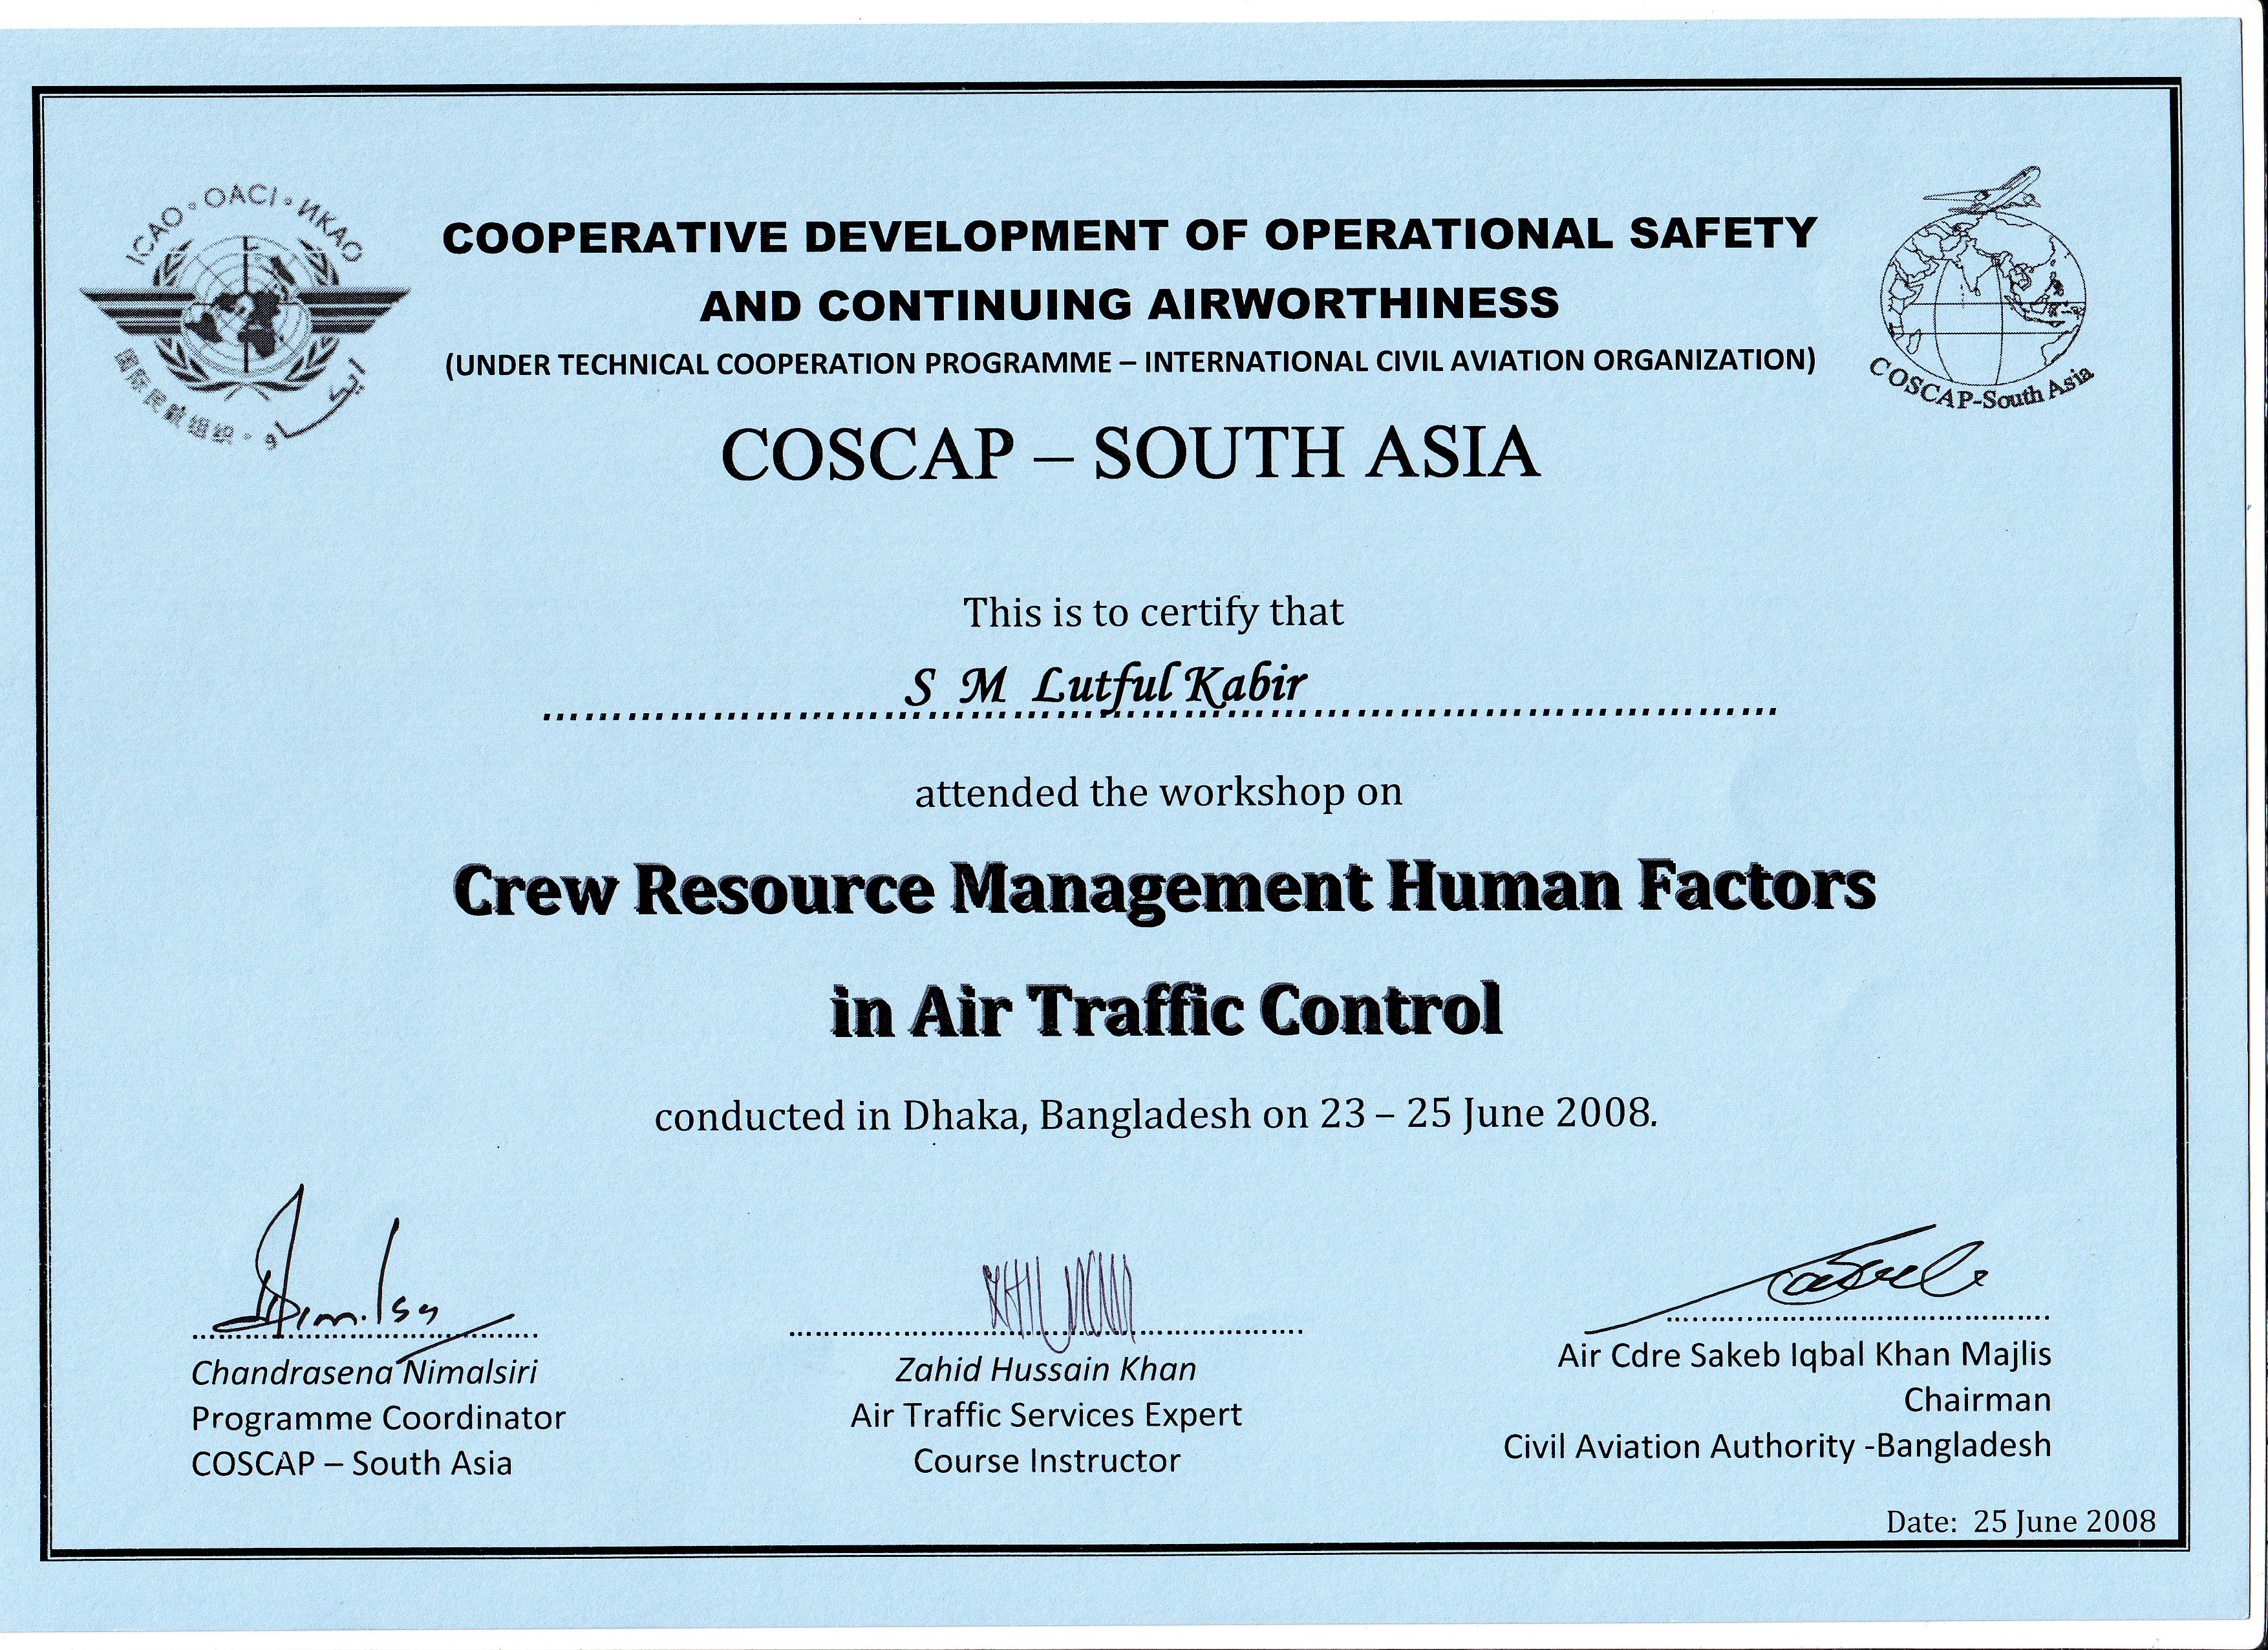 ICAO · OACI · ИКАО
国际民航组织 · إيكاو
COOPERATIVE DEVELOPMENT OF OPERATIONAL SAFETY
AND CONTINUING AIRWORTHINESS
(UNDER TECHNICAL COOPERATION PROGRAMME – INTERNATIONAL CIVIL AVIATION ORGANIZATION)
COSCAP-South Asia
COSCAP – SOUTH ASIA
This is to certify that
S M Lutful Kabir
attended the workshop on
Crew Resource Management Human Factors
in Air Traffic Control
conducted in Dhaka, Bangladesh on 23 – 25 June 2008.
Chandrasena Nimalsiri
Programme Coordinator
COSCAP – South Asia
Zahid Hussain Khan
Air Traffic Services Expert
Course Instructor
Air Cdre Sakeb Iqbal Khan Majlis
Chairman
Civil Aviation Authority -Bangladesh
Date: 25 June 2008